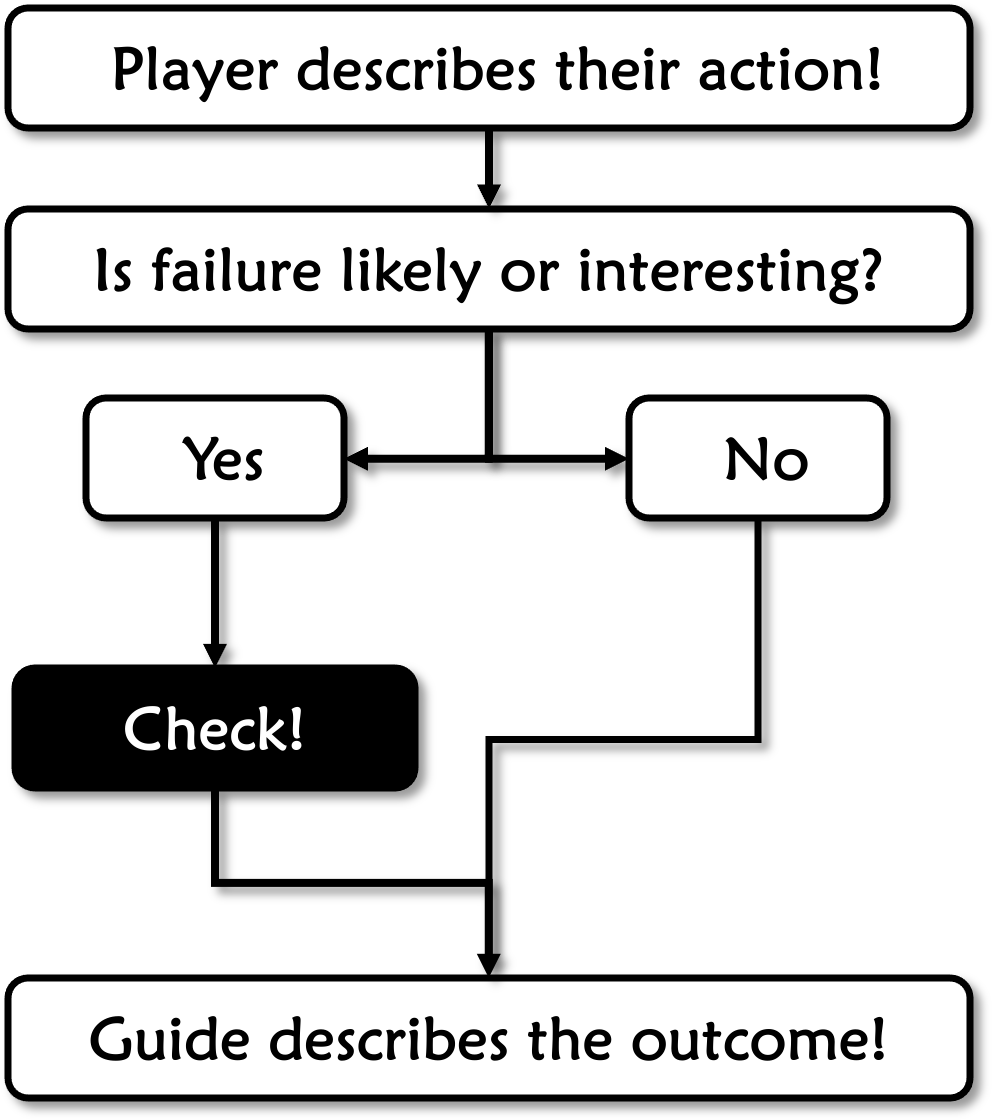 Player describes their action!
Is failure likely or interesting?
Yes
No
Check!
Guide describes the outcome!